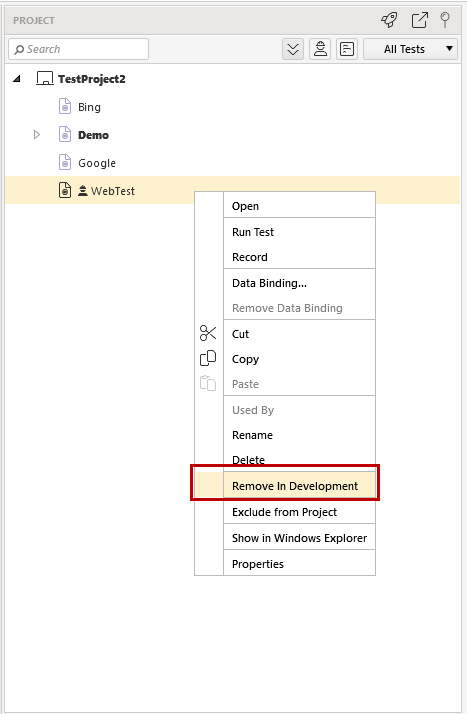 PROJECT
Search
All Tests
TestProject2
Bing
Demo
Google
WebTest
Open
Run Test
Record
Data Binding...
Remove Data Binding
Cut
Copy
Paste
Used By
Rename
Delete
Remove In Development
Exclude from Project
Show in Windows Explorer
Properties